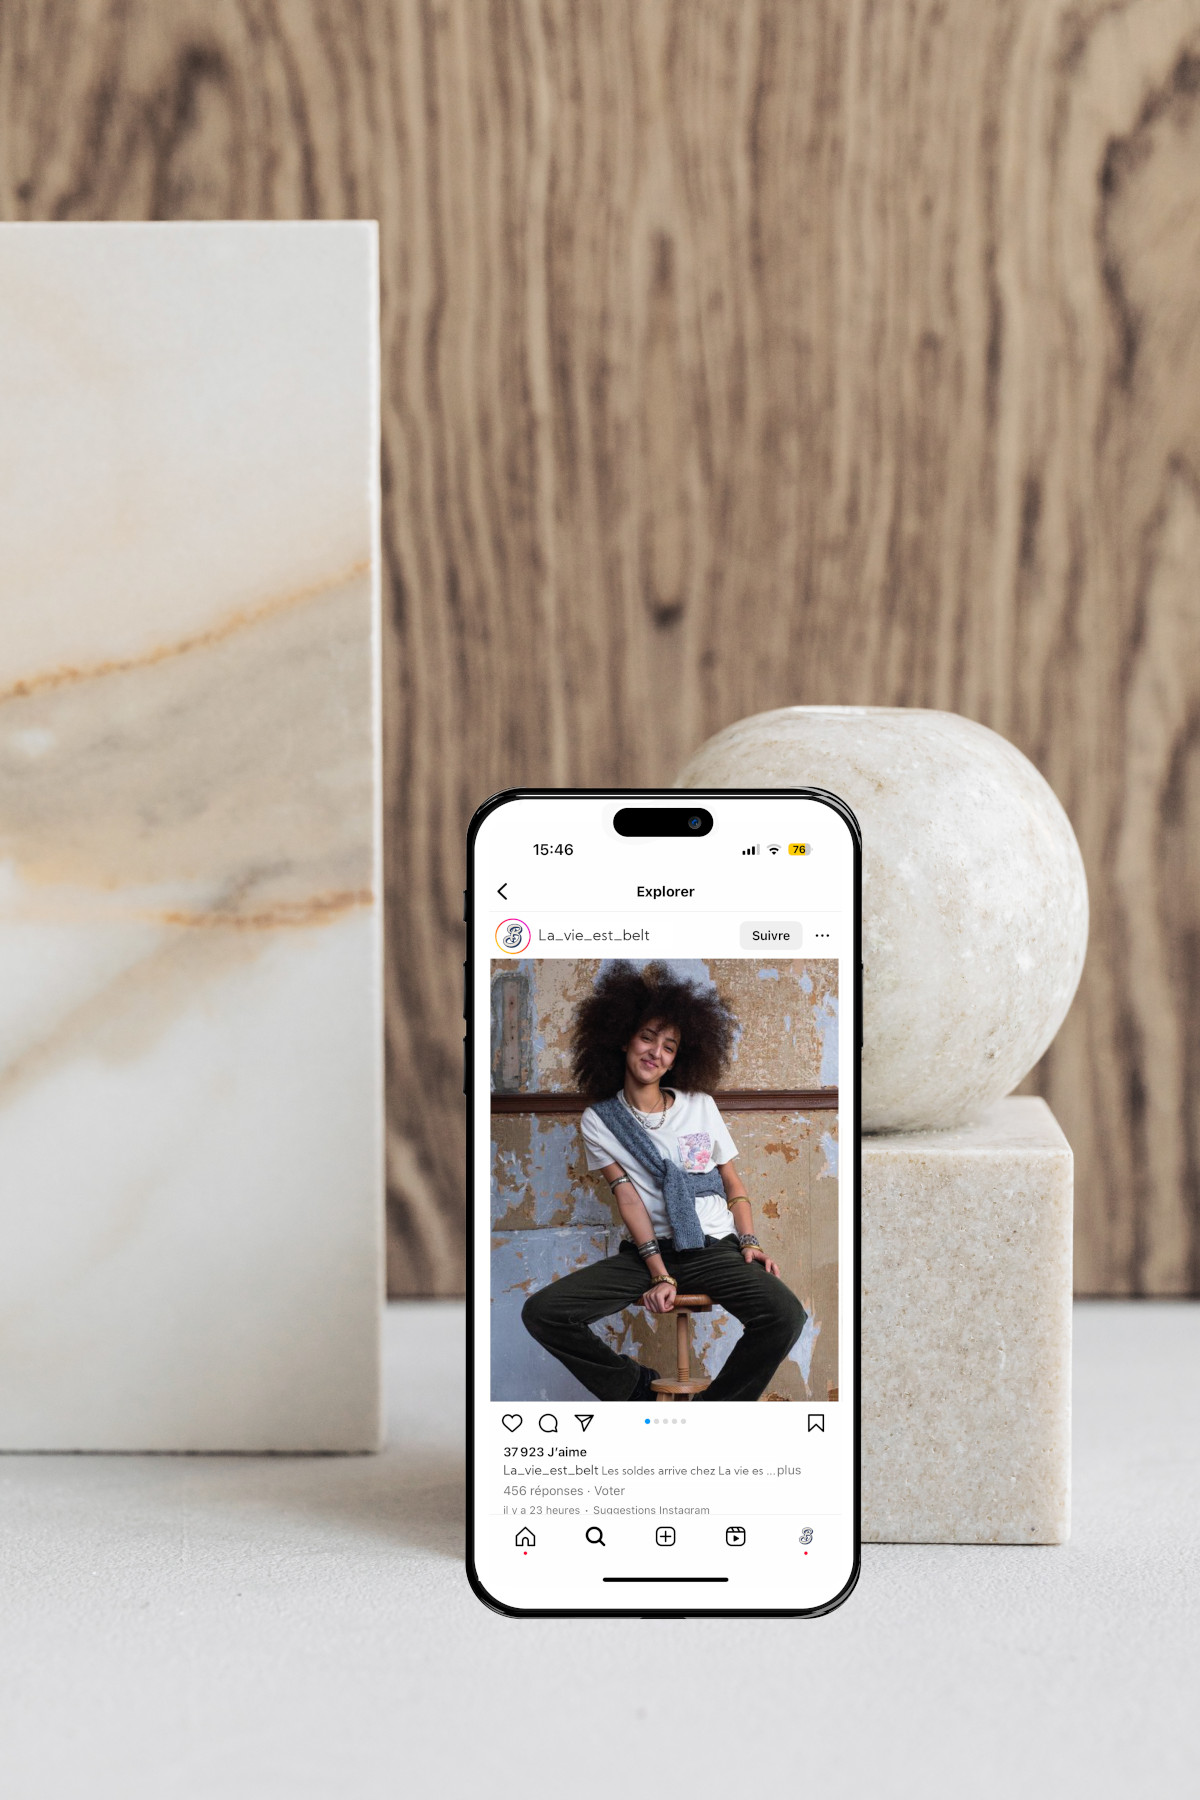 15:46 76
Explorer
La_vie_est_belt Suivre
37 923 J'aime
La_vie_est_belt Les soldes arrive chez La vie es ...plus
456 réponses · Voter
il y a 23 heures · Suggestions Instagram